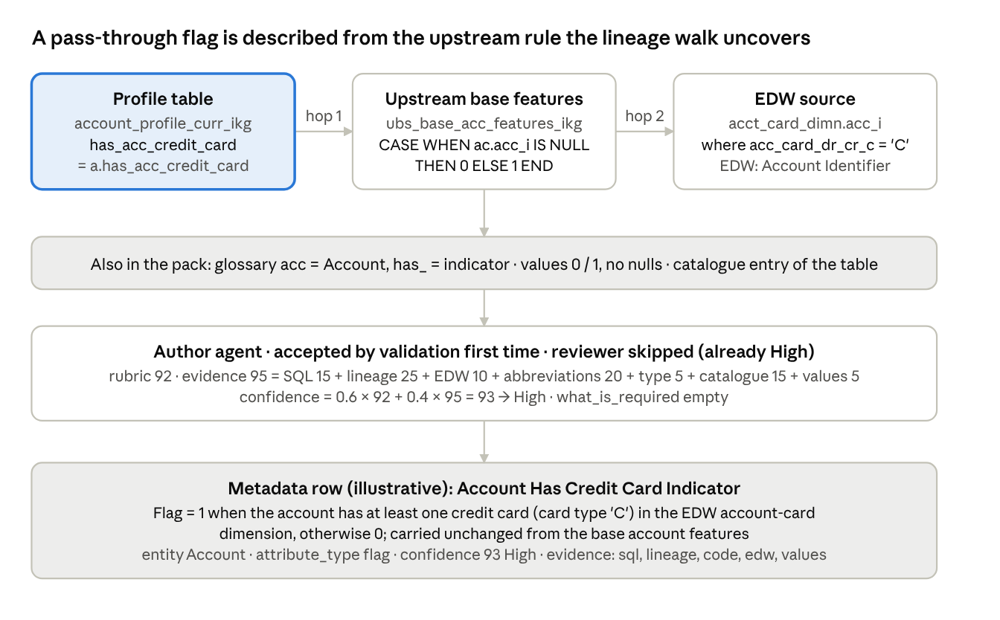 A pass-through flag is described from the upstream rule the lineage walk uncovers
Profile table
account_profile_curr_ikg
has_acc_credit_card
= a.has_acc_credit_card
hop 1
Upstream base features
ubs_base_acc_features_ikg
CASE WHEN ac.acc_i IS NULL
THEN 0 ELSE 1 END
hop 2
EDW source
acct_card_dimn.acc_i
where acc_card_dr_cr_c = 'C'
EDW: Account Identifier
Also in the pack: glossary acc = Account, has_ = indicator · values 0 / 1, no nulls · catalogue entry of the table
Author agent · accepted by validation first time · reviewer skipped (already High)
rubric 92 · evidence 95 = SQL 15 + lineage 25 + EDW 10 + abbreviations 20 + type 5 + catalogue 15 + values 5
confidence = 0.6 × 92 + 0.4 × 95 = 93 → High · what_is_required empty
Metadata row (illustrative): Account Has Credit Card Indicator
Flag = 1 when the account has at least one credit card (card type 'C') in the EDW account-card
dimension, otherwise 0; carried unchanged from the base account features
entity Account · attribute_type flag · confidence 93 High · evidence: sql, lineage, code, edw, values